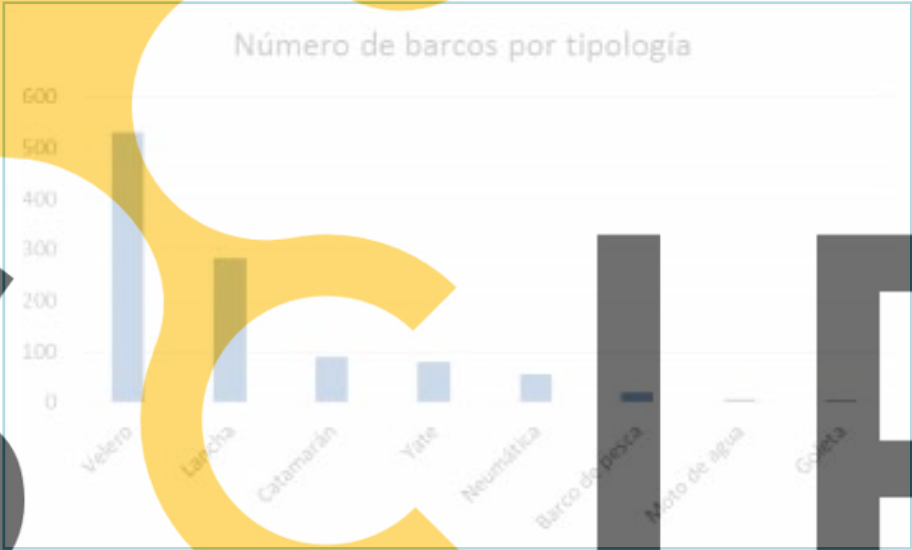 Número de barcos por tipología
600
500
400
300
200
100
0
Velero
Lancha
Catamarán
Yate
Neumática
Barco de pesca
Moto de agua
Goleta